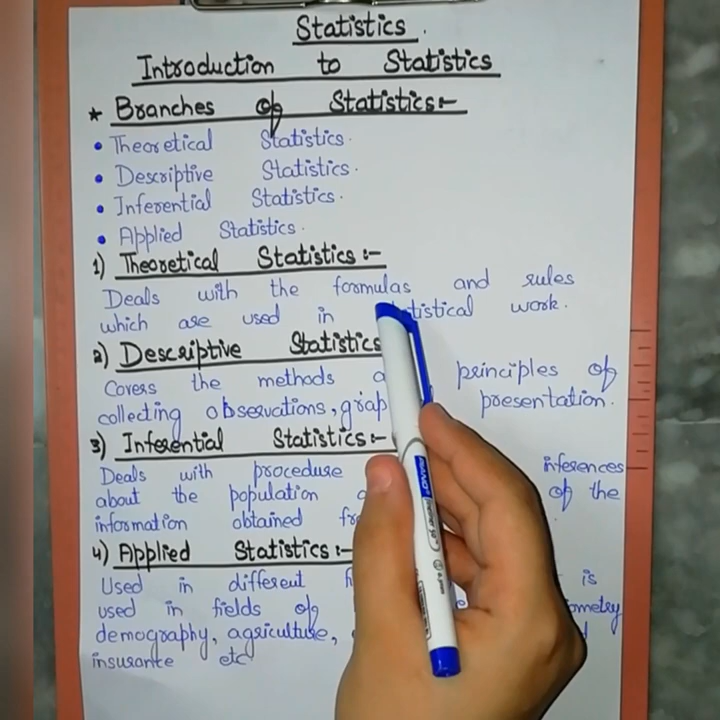 Statistics.
Introduction to Statistics
* Branches of Statistics:-
• Theoretical Statistics.
• Descriptive Statistics.
• Inferential Statistics.
• Applied Statistics.
1) Theoretical Statistics:-
Deals with the formulas and rules
which are used in work.
2) Descriptive Statistics
Covers the methods principles of
collecting observations, presentation.
3) Inferential Statistics:-
Deals with procedure inferences
about the population of the
information obtained
4) Applied Statistics:-
Used in different is
used in fields of
demography, agriculture,
insurance etc